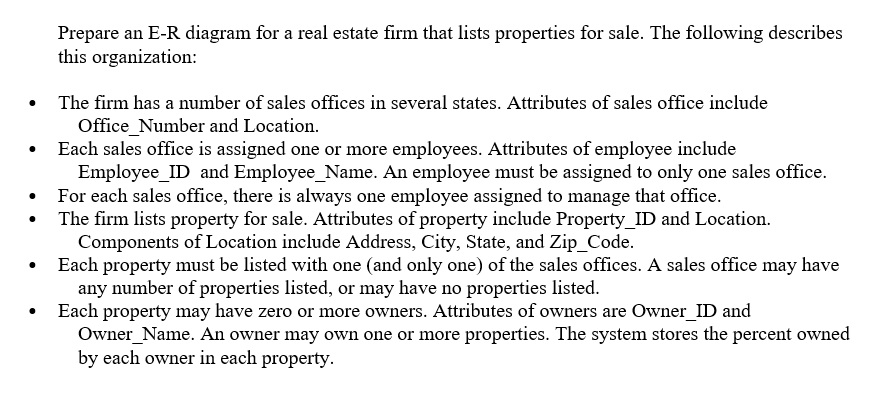 Prepare an E-R diagram for a real estate firm that lists properties for sale. The following describes
this organization:
• The firm has a number of sales offices in several states. Attributes of sales office include
Office_Number and Location.
• Each sales office is assigned one or more employees. Attributes of employee include
Employee_ID and Employee_Name. An employee must be assigned to only one sales office.
• For each sales office, there is always one employee assigned to manage that office.
• The firm lists property for sale. Attributes of property include Property_ID and Location.
Components of Location include Address, City, State, and Zip_Code.
• Each property must be listed with one (and only one) of the sales offices. A sales office may have
any number of properties listed, or may have no properties listed.
• Each property may have zero or more owners. Attributes of owners are Owner_ID and
Owner_Name. An owner may own one or more properties. The system stores the percent owned
by each owner in each property.